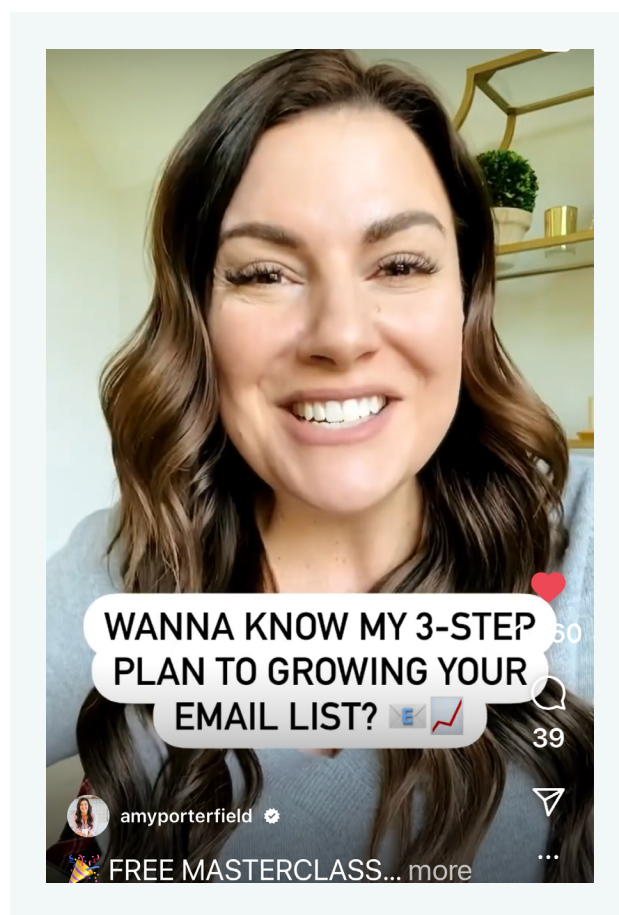 WANNA KNOW MY 3-STEP
PLAN TO GROWING YOUR
EMAIL LIST? 📧📈
39
amyporterfield
🎉 FREE MASTERCLASS... more